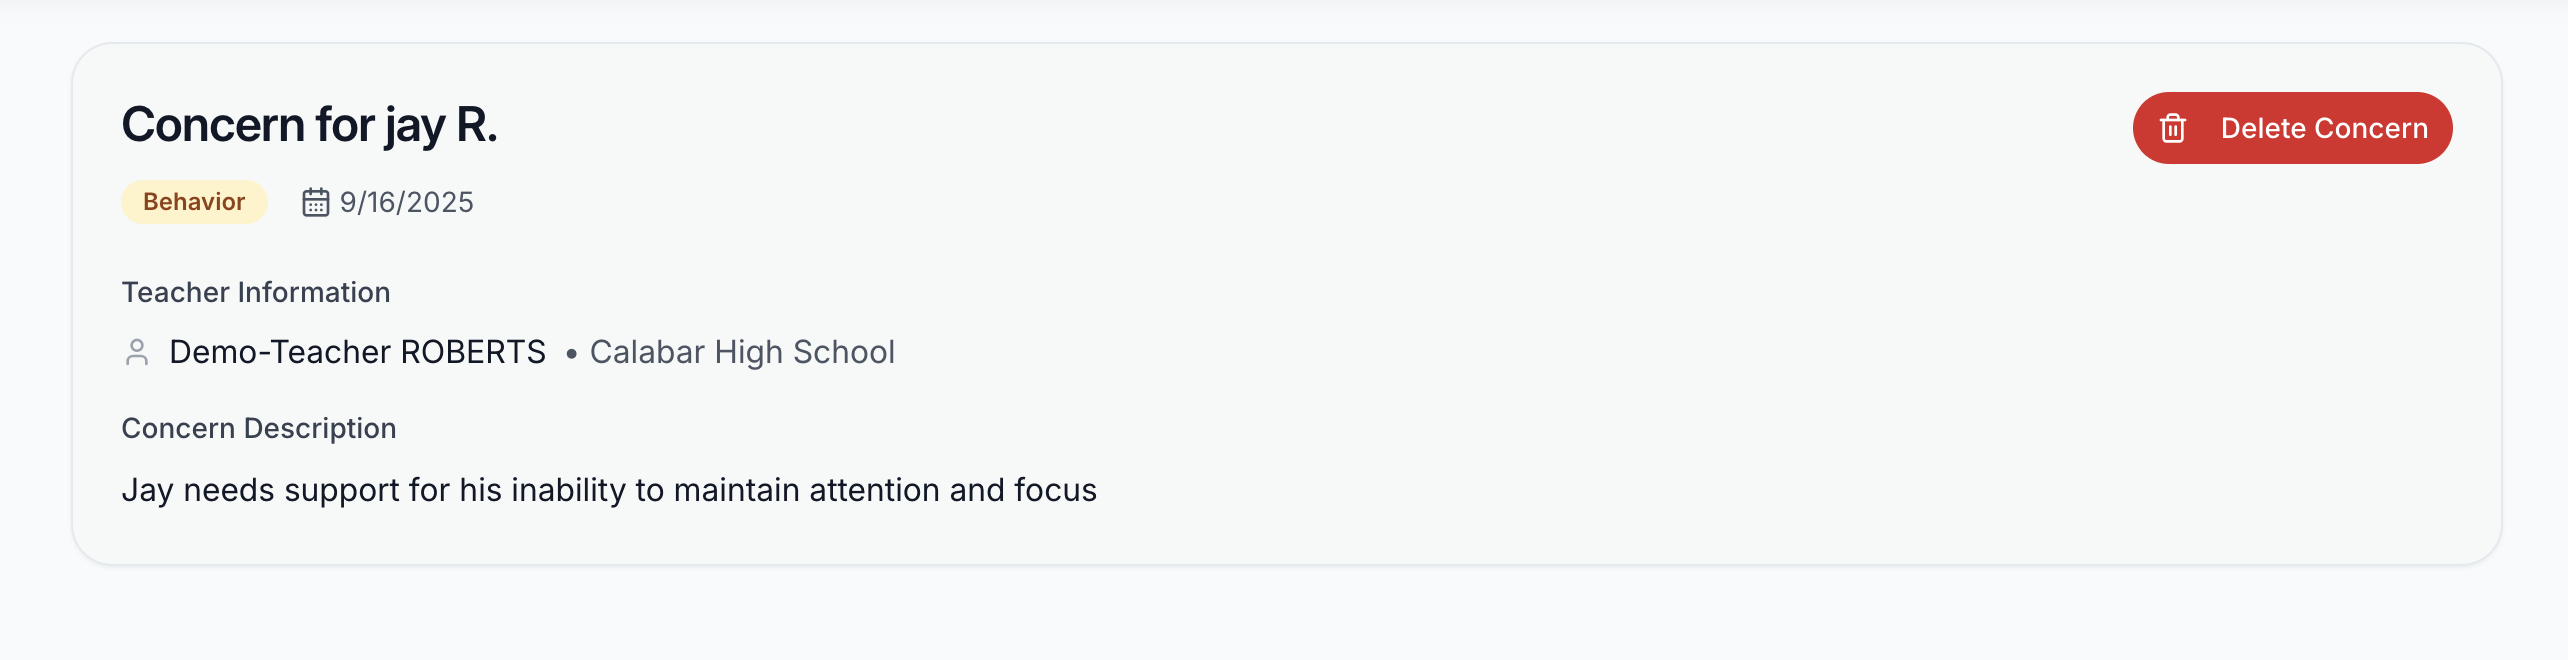 Concern for jay R.
Delete Concern
Behavior
9/16/2025
Teacher Information
Demo-Teacher ROBERTS • Calabar High School
Concern Description
Jay needs support for his inability to maintain attention and focus